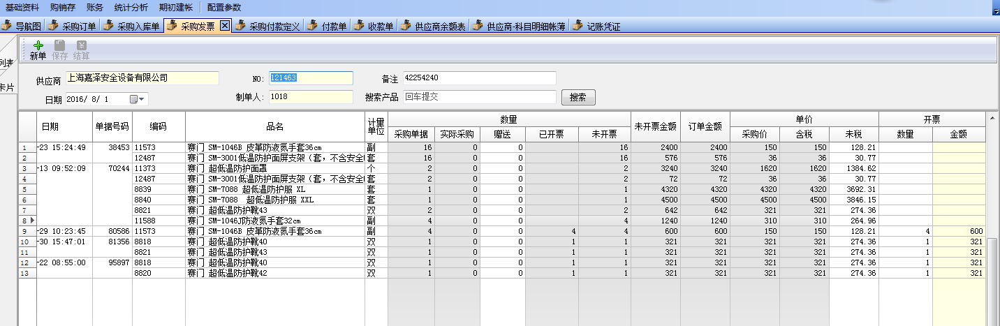 基础资料 购销存 账务 统计分析 期初建帐 配置参数
导航图 采购订单 采购入库单 采购发票 采购付款定义 付款单 收款单 供应商余额表 供应商-科目明细帐薄 记账凭证
新单 保存 结算
列表
卡片
供应商 上海嘉泽安全设备有限公司 NO: 121463 备注 42254240
日期 2016/ 8/ 1 制单人: 1018 搜索产品 回车提交 搜索
日期 单据号码 编码 品名 计量单位 数量 未开票金额 订单金额 单价 开票
采购单据 实际采购 赠送 已开票 未开票 采购价 含税 未税 数量 金额
1 -23 15:24:49 38453 11573 赛门 SM-1046B 皮革防液氮手套36cm 副 16 0 0 16 2400 2400 150 150 128.21
2 12487 赛门 SM-3001低温防护面屏支架（套，不含安全 套 16 0 0 16 576 576 36 36 30.77
3 -13 09:52:09 70244 11373 赛门 超低温防护面罩 个 2 0 0 2 3240 3240 1620 1620 1384.62
4 12487 赛门 SM-3001低温防护面屏支架（套，不含安全 套 2 0 0 2 72 72 36 36 30.77
5 8839 赛门 SM-7088 超低温防护服 XL 套 1 0 0 1 4320 4320 4320 4320 3692.31
6 8840 赛门 SM-7088 超低温防护服 XXL 套 1 0 0 1 4500 4500 4500 4500 3846.15
7 8821 赛门 超低温防护靴43 双 2 0 0 2 642 642 321 321 274.36
8 11588 赛门 SM-1046J防液氮手套32cm 副 4 0 0 4 1240 1240 310 310 264.96
9 -29 10:23:45 80586 11573 赛门 SM-1046B 皮革防液氮手套36cm 副 4 0 0 4 4 600 600 150 150 128.21 4 600
10 -30 15:47:01 81356 8818 赛门 超低温防护靴40 双 1 0 0 1 1 321 321 321 321 274.36 1 321
11 8821 赛门 超低温防护靴43 双 1 0 0 1 1 321 321 321 321 274.36 1 321
12 -22 08:55:00 95897 8818 赛门 超低温防护靴40 双 1 0 0 1 1 321 321 321 321 274.36 1 321
13 8820 赛门 超低温防护靴42 双 1 0 0 1 1 321 321 321 321 274.36 1 321